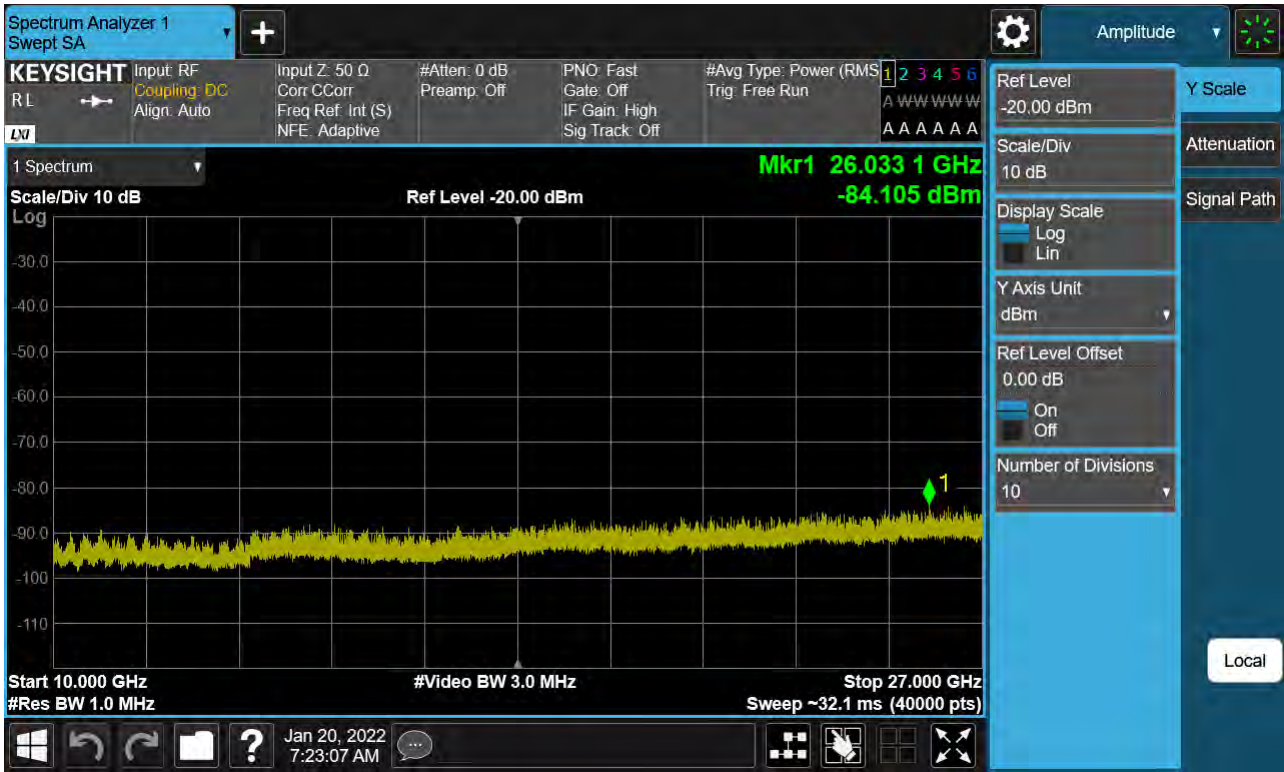 Spectrum Analyzer 1
Swept SA
+
Amplitude
KEYSIGHT
RL
LXI
Input: RF
Coupling: DC
Align: Auto
Input Z: 50 Ω
Corr CCorr
Freq Ref: Int (S)
NFE: Adaptive
#Atten: 0 dB
Preamp: Off
PNO: Fast
Gate: Off
IF Gain: High
Sig Track: Off
#Avg Type: Power (RMS
Trig: Free Run
1 2 3 4 5 6
A W W W W W
A A A A A A
1 Spectrum
Mkr1 26.033 1 GHz
-84.105 dBm
Scale/Div 10 dB
Ref Level -20.00 dBm
Log
-30.0
-40.0
-50.0
-60.0
-70.0
-80.0
-90.0
-100
-110
1
Start 10.000 GHz
#Video BW 3.0 MHz
Stop 27.000 GHz
#Res BW 1.0 MHz
Sweep ~32.1 ms (40000 pts)
Ref Level
-20.00 dBm
Scale/Div
10 dB
Display Scale
Log
Lin
Y Axis Unit
dBm
Ref Level Offset
0.00 dB
On
Off
Number of Divisions
10
Y Scale
Attenuation
Signal Path
Local
?
Jan 20, 2022
7:23:07 AM